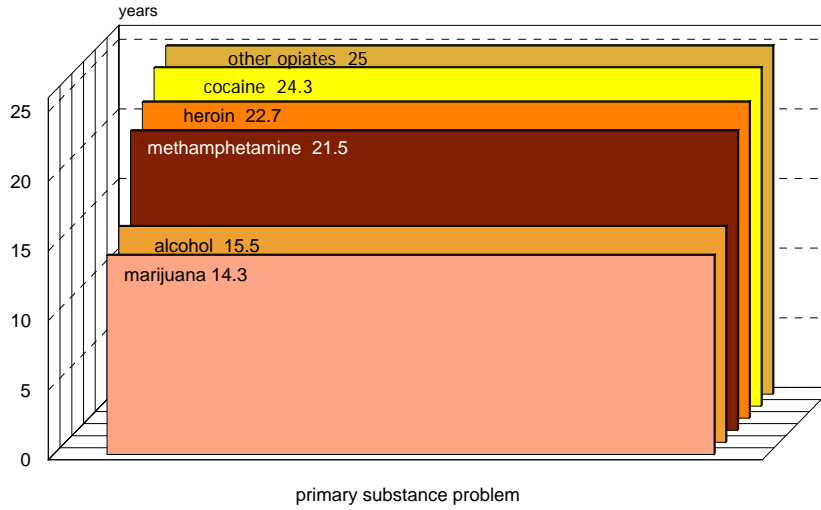 years
other opiates 25
cocaine 24.3
heroin 22.7
methamphetamine 21.5
alcohol 15.5
marijuana 14.3
25
20
15
10
5
0
primary substance problem